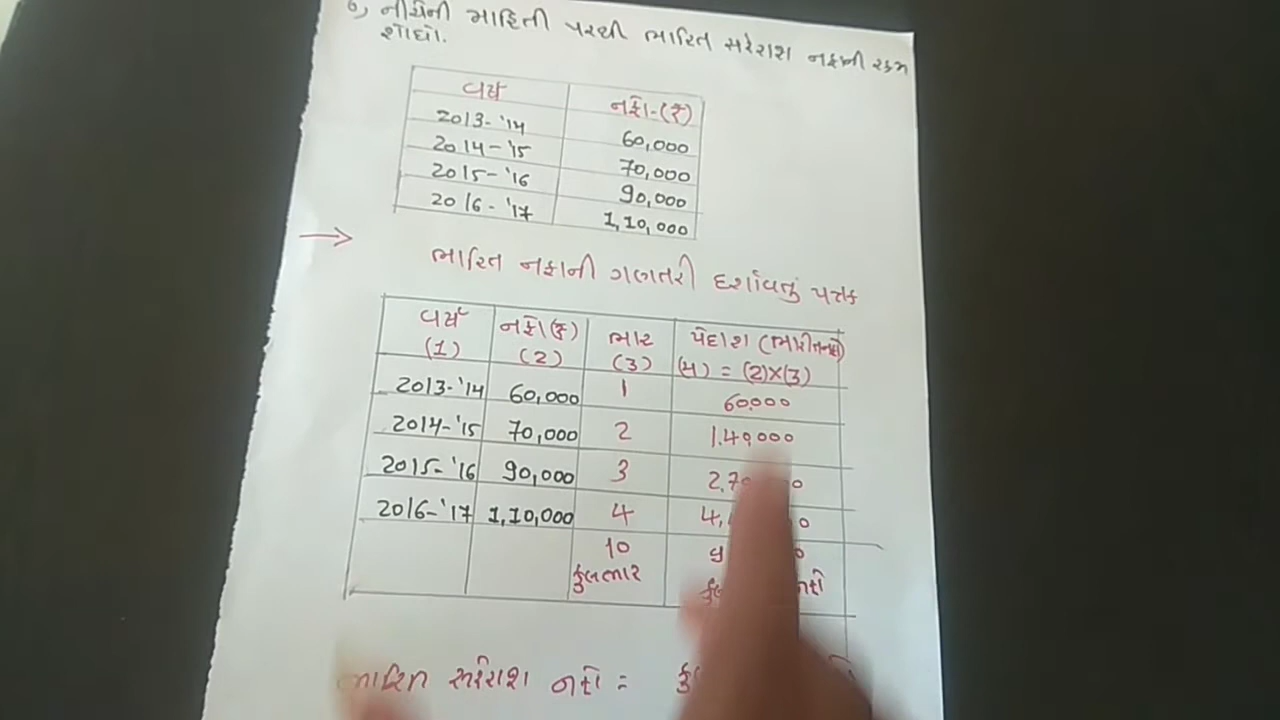 ૭) નીચેની માહિતી પરથી ભારિત સરેરાશ નફાની રકમ
શોધો.
વર્ષ નફો-(₹)
2013-'14 60,000
2014-'15 70,000
2015-'16 90,000
2016-'17 1,10,000
ભારિત નફાની ગણતરી દર્શાવતું પત્રક
વર્ષ નફો(₹) ભાર પેદાશ (ભારીત નફો)
(1) (2) (3) (4) = (2)×(3)
2013-'14 60,000 1 60,000
2014-'15 70,000 2 1,40,000
2015-'16 90,000 3
2016-'17 1,10,000 4
10
કુલભાર
ભારિત સરેરાશ નફો =